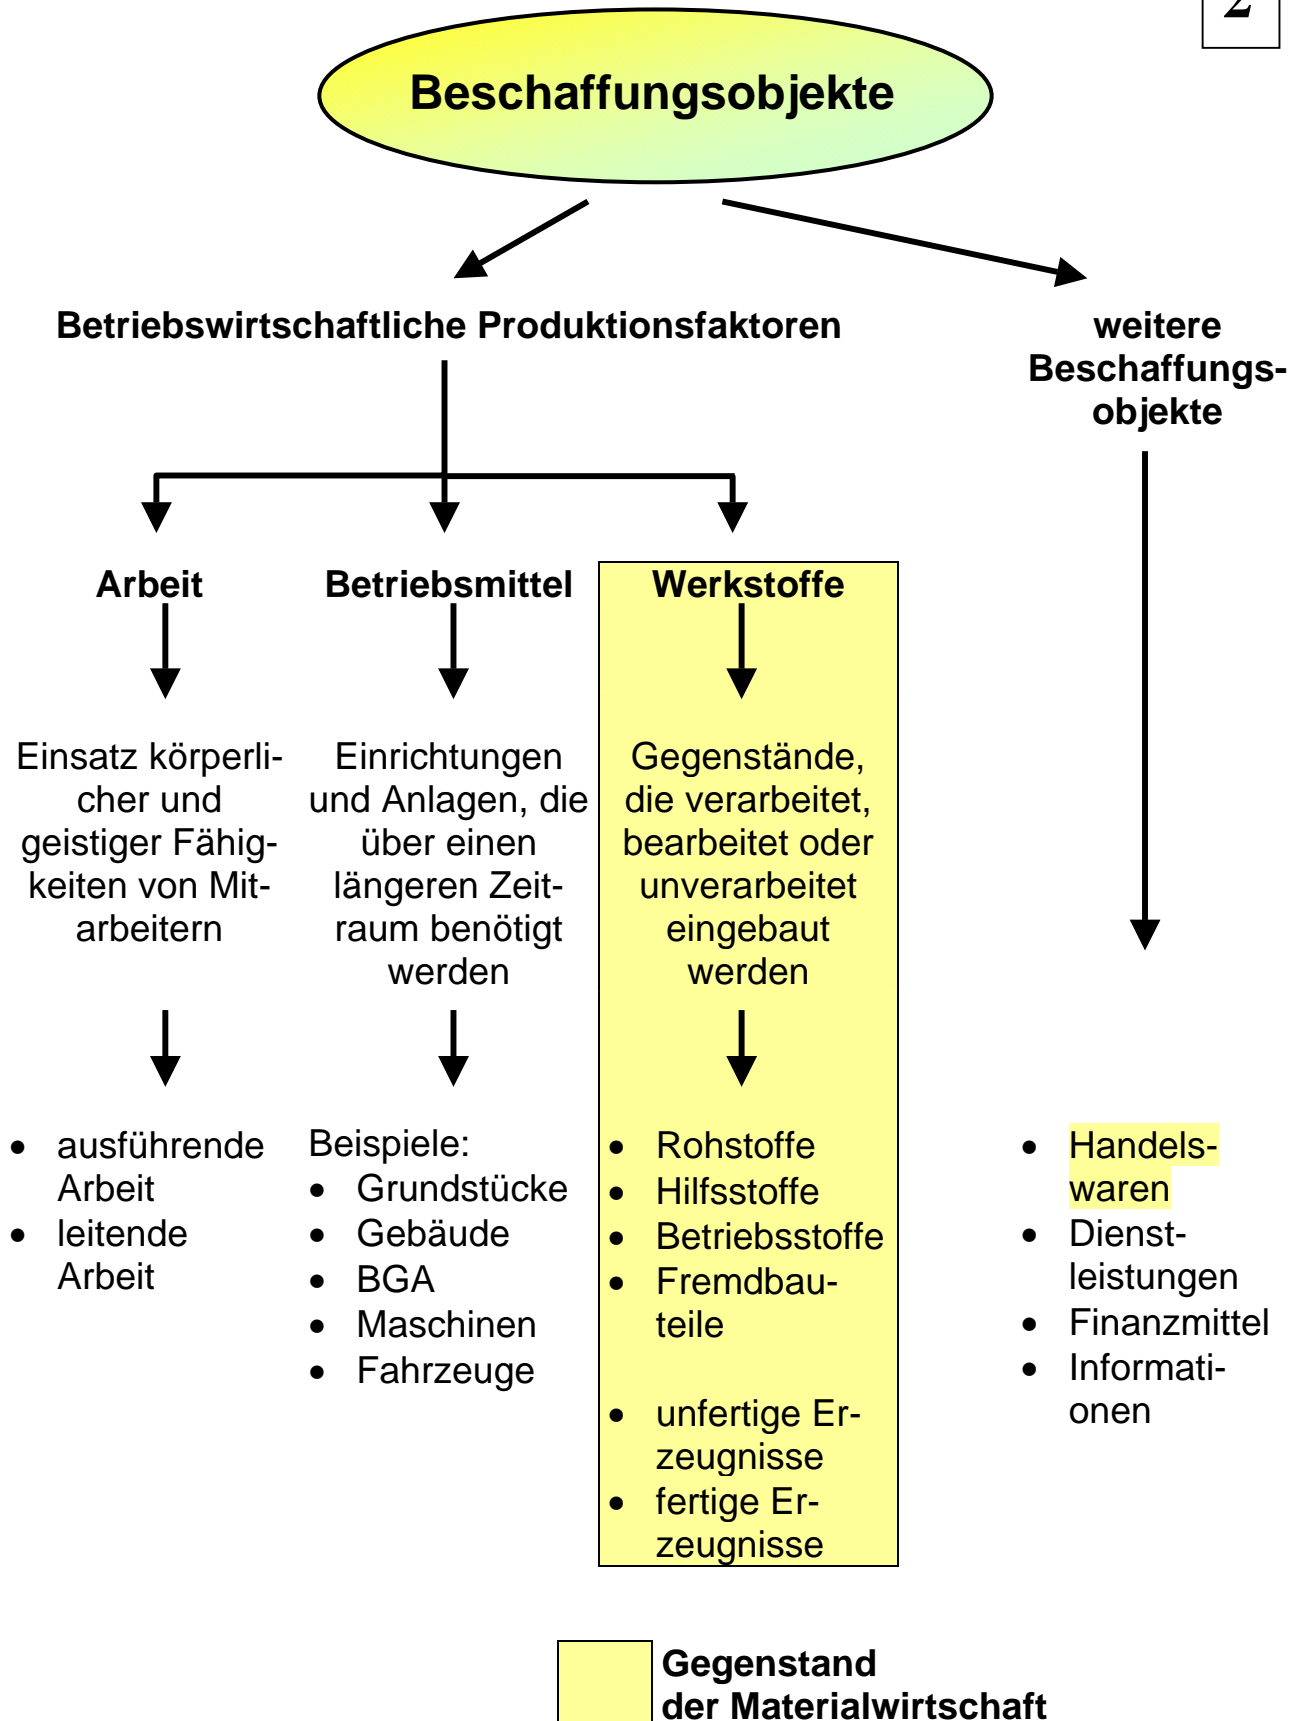 2
Beschaffungsobjekte
Betriebswirtschaftliche Produktionsfaktoren
weitere
Beschaffungs-
objekte
Arbeit
Einsatz körperli-
cher und
geistiger Fähig-
keiten von Mit-
arbeitern
• ausführende
Arbeit
• leitende
Arbeit
Betriebsmittel
Einrichtungen
und Anlagen, die
über einen
längeren Zeit-
raum benötigt
werden
Beispiele:
• Grundstücke
• Gebäude
• BGA
• Maschinen
• Fahrzeuge
Werkstoffe
Gegenstände,
die verarbeitet,
bearbeitet oder
unverarbeitet
eingebaut
werden
• Rohstoffe
• Hilfsstoffe
• Betriebsstoffe
• Fremdbau-
teile
• unfertige Er-
zeugnisse
• fertige Er-
zeugnisse
• Handels-
waren
• Dienst-
leistungen
• Finanzmittel
• Informati-
onen
Gegenstand
der Materialwirtschaft